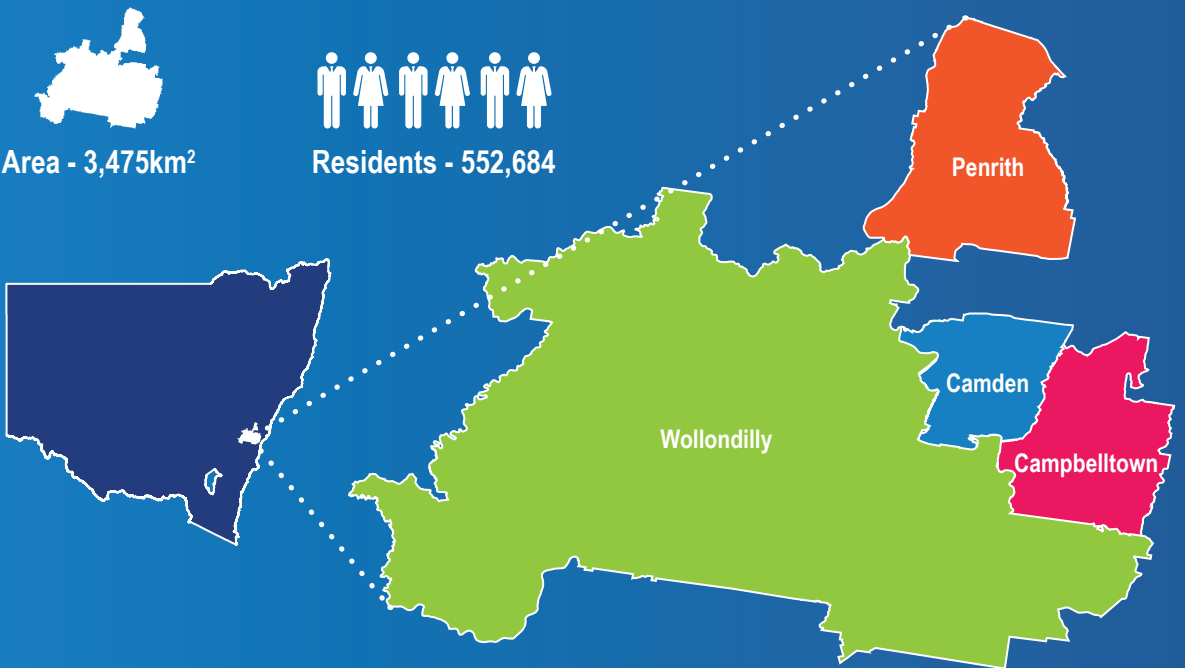 Area - 3,475km²
Residents - 552,684
Penrith
Camden
Wollondilly
Campbelltown